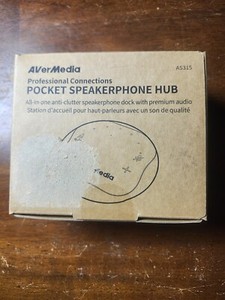 AVerMedia
Professional Connections
AS315
POCKET SPEAKERPHONE HUB
All-in-one anti-clutter speakerphone dock with premium audio
Station d'accueil pour haut-parleurs avec un son de qualité